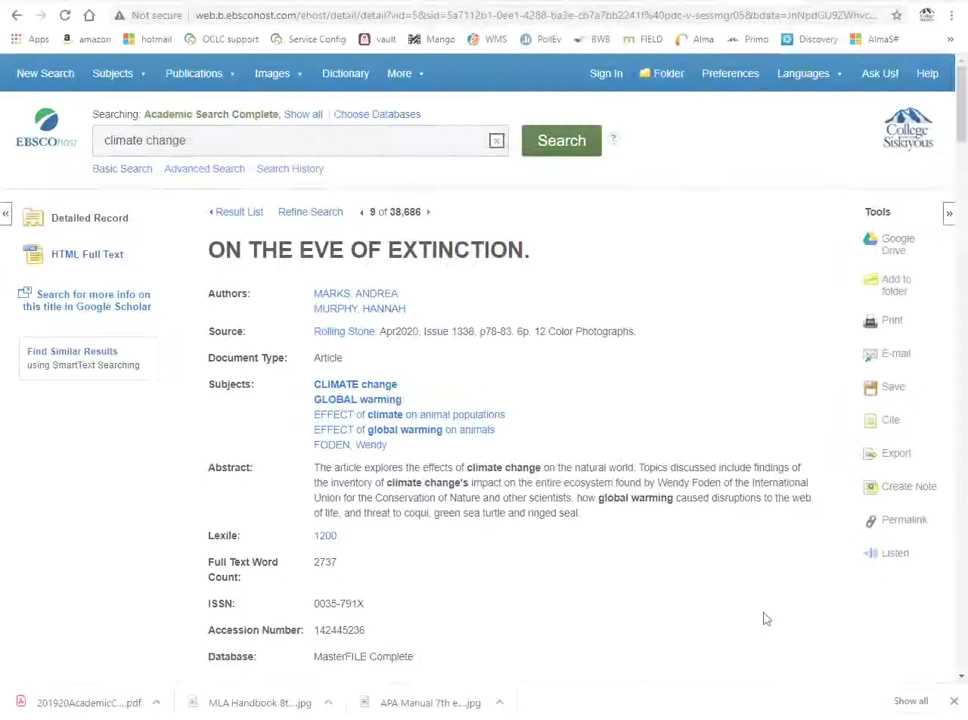 Not secure | web.b.ebscohost.com/ehost/detail/detail?vid=5&sid=5a7112b1-0ee1-4288-ba3e-cb7a7bb2241f%40pdc-v-sessmgr05&bdata=JnNpdGU9ZWhvc...
Apps amazon hotmail OCLC support Service Config vault Mango WMS PollEv BWB FIELD Alma Primo Discovery AlmaS# »
New Search Subjects Publications Images Dictionary More Sign In Folder Preferences Languages Ask Us! Help
Searching: Academic Search Complete, Show all | Choose Databases
EBSCOhost climate change Search ? College Siskiyous
Basic Search Advanced Search Search History
« Detailed Record
HTML Full Text
Search for more info on
this title in Google Scholar
Find Similar Results
using SmartText Searching
Result List Refine Search 9 of 38,686
ON THE EVE OF EXTINCTION.
Authors: MARKS, ANDREA
MURPHY, HANNAH
Source: Rolling Stone. Apr2020, Issue 1338, p78-83. 6p. 12 Color Photographs.
Document Type: Article
Subjects: CLIMATE change
GLOBAL warming
EFFECT of climate on animal populations
EFFECT of global warming on animals
FODEN, Wendy
Abstract: The article explores the effects of climate change on the natural world. Topics discussed include findings of
the inventory of climate change's impact on the entire ecosystem found by Wendy Foden of the International
Union for the Conservation of Nature and other scientists, how global warming caused disruptions to the web
of life, and threat to coqui, green sea turtle and ringed seal.
Lexile: 1200
Full Text Word
Count: 2737
ISSN: 0035-791X
Accession Number: 142445236
Database: MasterFILE Complete
Tools »
Google
Drive
Add to
folder
Print
E-mail
Save
Cite
Export
Create Note
Permalink
Listen
201920AcademicC....pdf MLA Handbook 8t....jpg APA Manual 7th e....jpg Show all